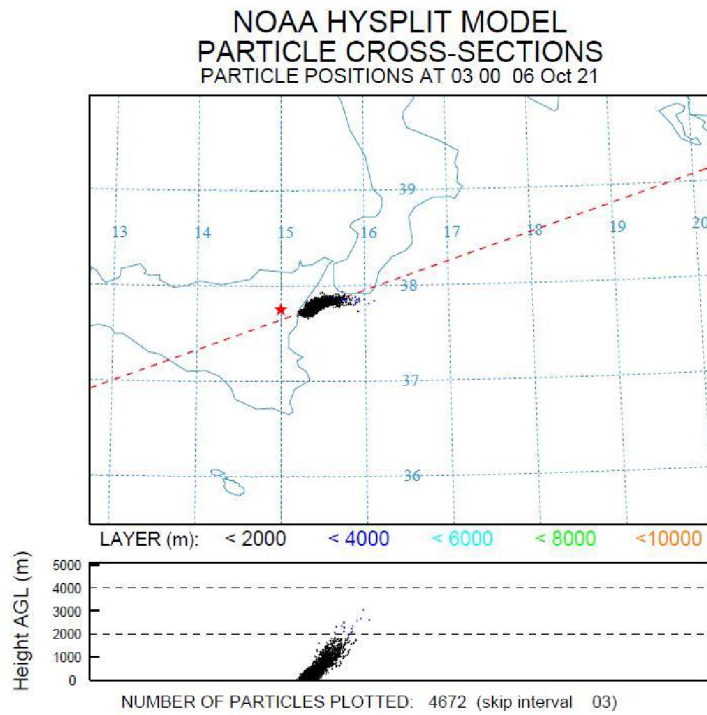 NOAA HYSPLIT MODEL
PARTICLE CROSS-SECTIONS
PARTICLE POSITIONS AT 03 00 06 Oct 21
39
13 14 15 16 17 18 19 20
38
37
36
LAYER (m): < 2000 < 4000 < 6000 < 8000 <10000
Height AGL (m)
5000
4000
3000
2000
1000
0
NUMBER OF PARTICLES PLOTTED: 4672 (skip interval 03)